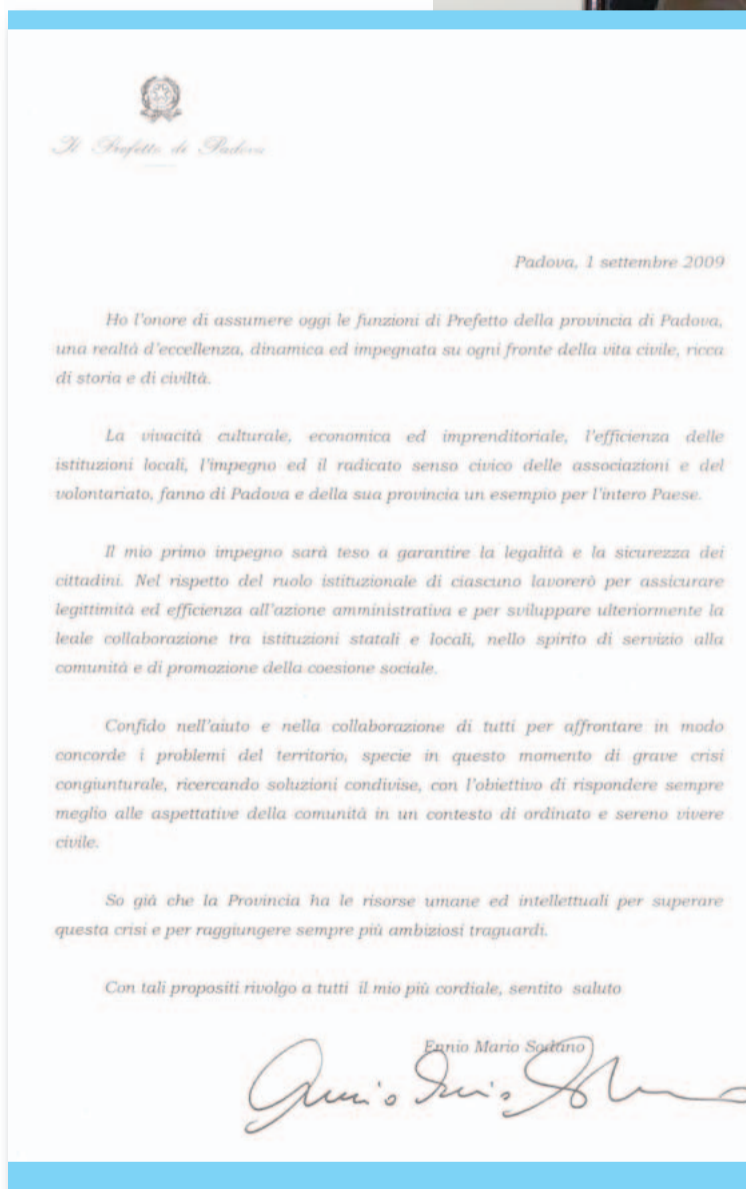 Il Prefetto di Padova
Padova, 1 settembre 2009
Ho l'onore di assumere oggi le funzioni di Prefetto della provincia di Padova,
una realtà d'eccellenza, dinamica ed impegnata su ogni fronte della vita civile, ricca
di storia e di civiltà.
La vivacità culturale, economica ed imprenditoriale, l'efficienza delle
istituzioni locali, l'impegno ed il radicato senso civico delle associazioni e del
volontariato, fanno di Padova e della sua provincia un esempio per l'intero Paese.
Il mio primo impegno sarà teso a garantire la legalità e la sicurezza dei
cittadini. Nel rispetto del ruolo istituzionale di ciascuno lavorerò per assicurare
legittimità ed efficienza all'azione amministrativa e per sviluppare ulteriormente la
leale collaborazione tra istituzioni statali e locali, nello spirito di servizio alla
comunità e di promozione della coesione sociale.
Confido nell'aiuto e nella collaborazione di tutti per affrontare in modo
concorde i problemi del territorio, specie in questo momento di grave crisi
congiunturale, ricercando soluzioni condivise, con l'obiettivo di rispondere sempre
meglio alle aspettative della comunità in un contesto di ordinato e sereno vivere
civile.
So già che la Provincia ha le risorse umane ed intellettuali per superare
questa crisi e per raggiungere sempre più ambiziosi traguardi.
Con tali propositi rivolgo a tutti il mio più cordiale, sentito saluto
Ennio Mario Sodano